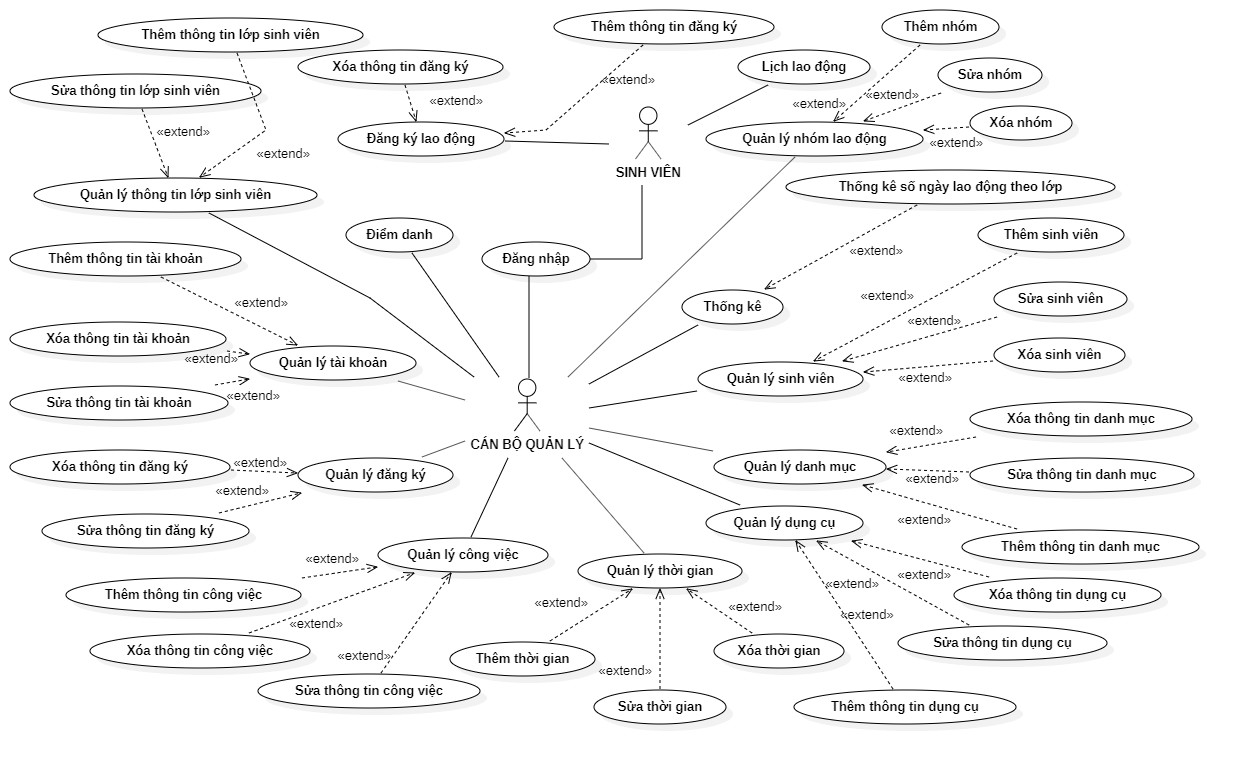 Thêm thông tin đăng ký
Thêm nhóm
Thêm thông tin lớp sinh viên
Xóa thông tin đăng ký
Lịch lao động
Sửa nhóm
«extend»
Sửa thông tin lớp sinh viên
«extend»
«extend»
«extend»
Xóa nhóm
«extend»
Đăng ký lao động
Quản lý nhóm lao động
«extend»
«extend»
SINH VIÊN
Thống kê số ngày lao động theo lớp
Quản lý thông tin lớp sinh viên
Điểm danh
Thêm sinh viên
«extend»
Thêm thông tin tài khoản
Đăng nhập
«extend»
«extend»
Sửa sinh viên
Thống kê
«extend»
Xóa thông tin tài khoản
«extend»
Xóa sinh viên
Quản lý tài khoản
Quản lý sinh viên
«extend»
Sửa thông tin tài khoản
«extend»
Xóa thông tin danh mục
«extend»
CÁN BỘ QUẢN LÝ
Xóa thông tin đăng ký
«extend»
Quản lý đăng ký
Quản lý danh mục
«extend»
Sửa thông tin danh mục
«extend»
Sửa thông tin đăng ký
Quản lý dụng cụ
«extend»
Thêm thông tin danh mục
«extend»
Quản lý công việc
Quản lý thời gian
«extend»
«extend»
Thêm thông tin công việc
Xóa thông tin dụng cụ
«extend»
«extend»
«extend»
«extend»
Xóa thông tin công việc
Sửa thông tin dụng cụ
«extend»
Thêm thời gian
Xóa thời gian
«extend»
Sửa thông tin công việc
Sửa thời gian
Thêm thông tin dụng cụ